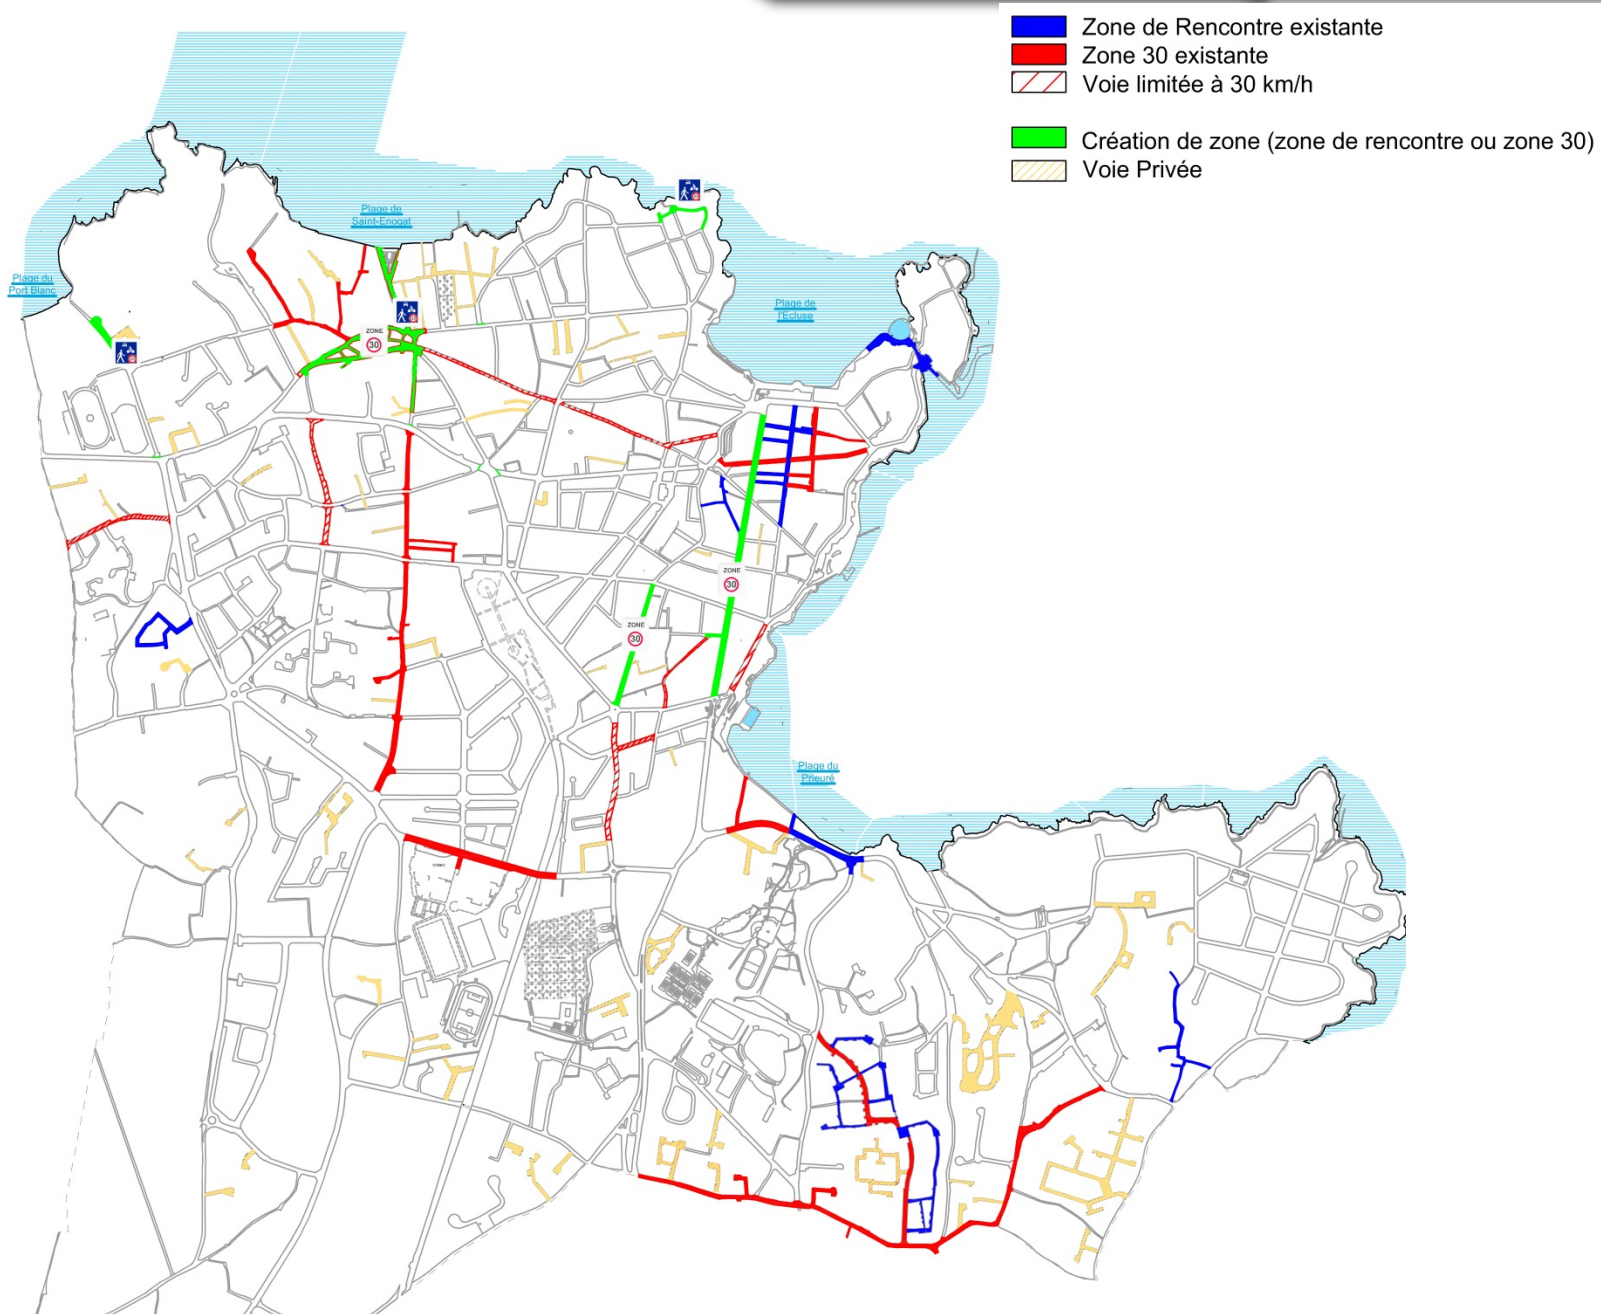 Zone de Rencontre existante
Zone 30 existante
Voie limitée à 30 km/h
Création de zone (zone de rencontre ou zone 30)
Voie Privée
Plage de
Saint-Enogat
Plage du
Port Blanc
Plage de
l'Ecluse
ZONE
30
ZONE
30
ZONE
30
Plage du
Prieuré